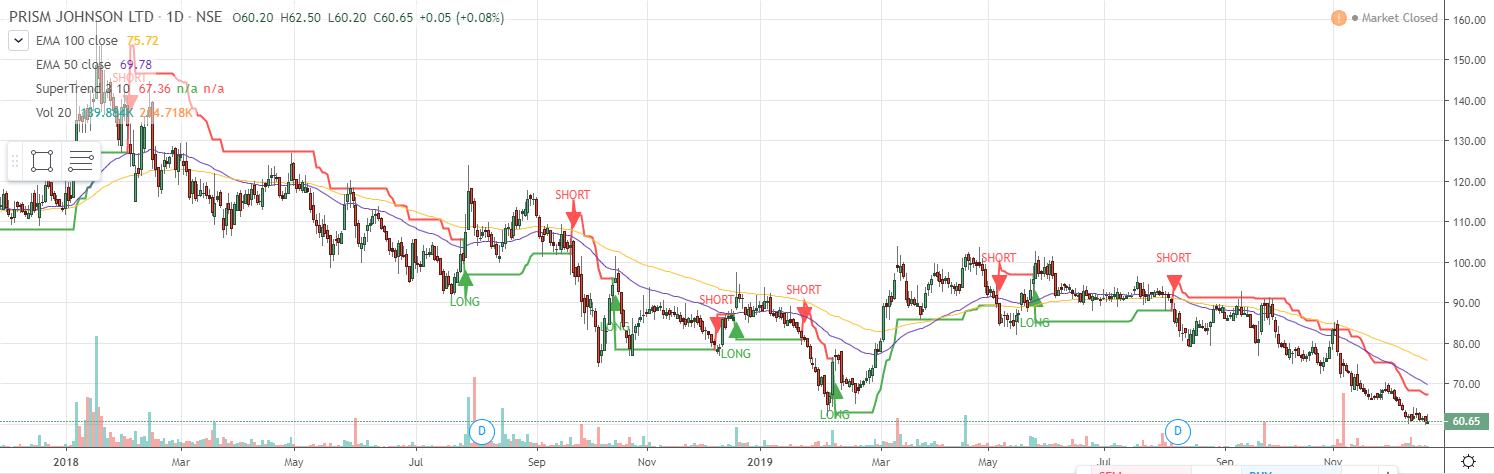 PRISM JOHNSON LTD · 1D · NSE O60.20 H62.50 L60.20 C60.65 +0.05 (+0.08%)
Market Closed
EMA 100 close 75.72
EMA 50 close 69.78
SuperTrend 3 10 67.36 n/a n/a
Vol 20
SHORT
SHORT
LONG
LONG
SHORT
LONG
SHORT
LONG
SHORT
LONG
SHORT
160.00
150.00
140.00
130.00
120.00
110.00
100.00
90.00
80.00
70.00
60.65
D
D
2018 Mar May Jul Sep Nov 2019 Mar May Jul Sep Nov
SELL
BUY